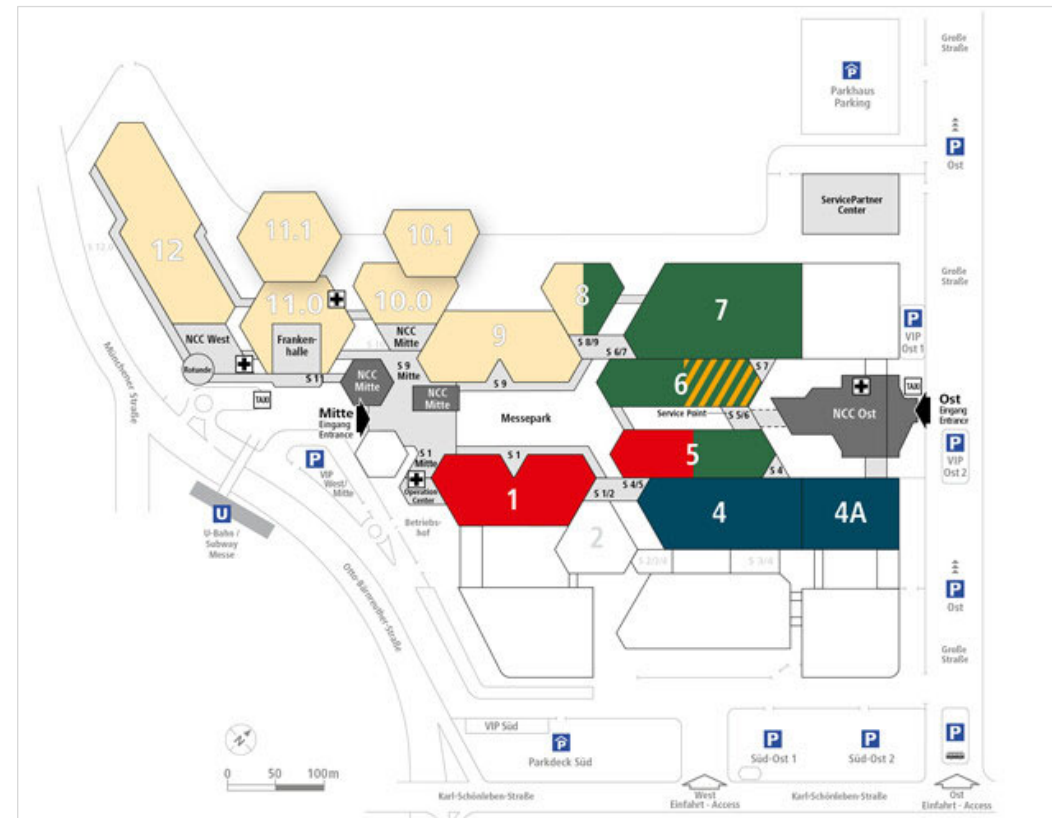 Große
Straße
P
Parkhaus
Parking
P
Ost
ServicePartner
Center
11.1
10.1
12
S 12.0
11.0
10.0
8
7
Große
Straße
NCC West
Franken-
halle
NCC
Mitte
9
S 8/9
S 6/7
P
VIP
Ost 1
Münchener Straße
Rotunde
S 1
NCC
Mitte
S 9
Mitte
S 9
NCC
Mitte
6
S 7
TAXI
TAXI
Mitte
Eingang
Entrance
Messepark
Service Point
S 5/6
NCC Ost
Ost
Eingang
Entrance
P
VIP
West/
Mitte
S 1
Mitte
S 1
5
S 4
P
VIP
Ost 2
Operation
Center
1
S 1/2
S 4/5
4
4A
U
U-Bahn /
Subway
Messe
Betriebs-
hof
2
S 2/3/4
S 3/4
P
Ost
Otto-Bärnreuther-Straße
Große
Straße
N
0 50 100m
VIP Süd
P
Parkdeck Süd
P
Süd-Ost 1
P
Süd-Ost 2
P
Karl-Schönleben-Straße
West
Einfahrt - Access
Karl-Schönleben-Straße
Ost
Einfahrt - Access